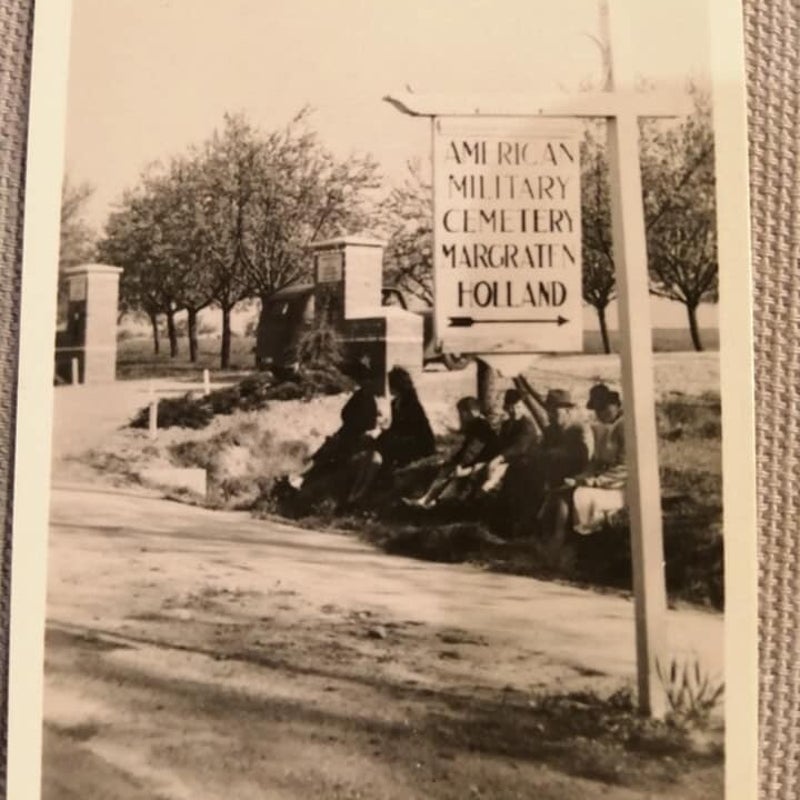 AMERICAN
MILITARY
CEMETERY
MARGRATEN
HOLLAND